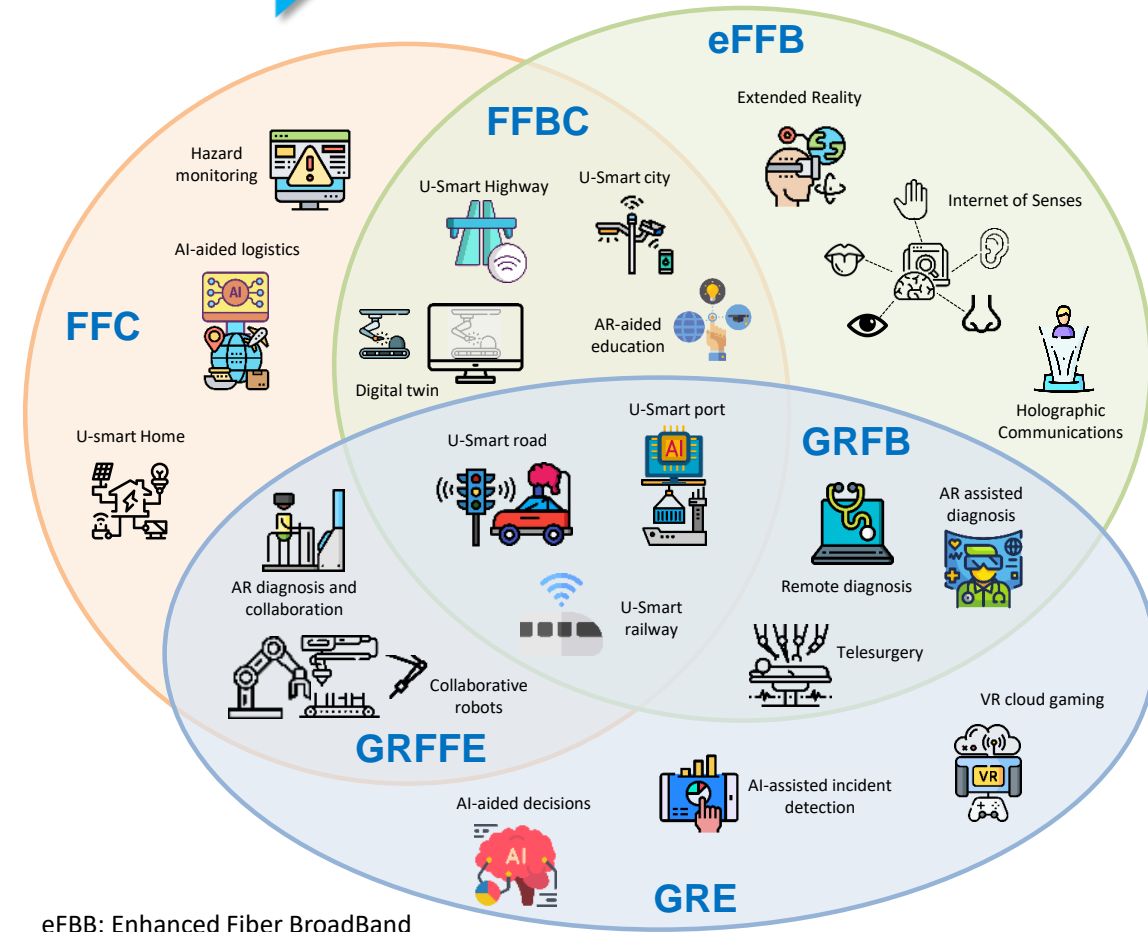 eFFB
Extended Reality
FFBC
Hazard
monitoring
U-Smart Highway
U-Smart city
Internet of Senses
AI-aided logistics
AI
FFC
AR-aided
education
Digital twin
Holographic
Communications
U-Smart port
U-smart Home
U-Smart road
AI
GRFB
AR assisted
diagnosis
AR diagnosis and
collaboration
Remote diagnosis
U-Smart
railway
Telesurgery
Collaborative
robots
VR cloud gaming
GRFFE
VR
AI-assisted incident
detection
AI-aided decisions
AI
GRE
eFBB: Enhanced Fiber BroadBand